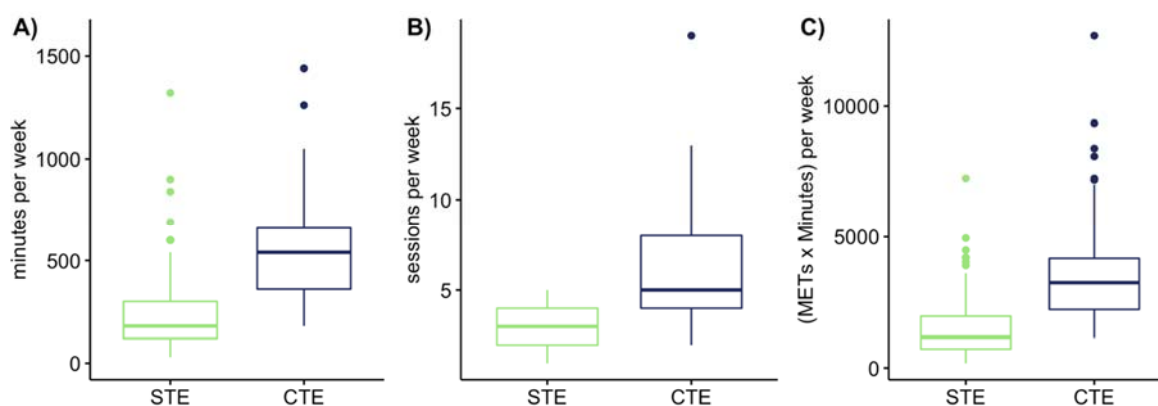 A)
minutes per week
1500
1000
500
0
STE
CTE
B)
sessions per week
15
10
5
STE
CTE
C)
(METs x Minutes) per week
10000
5000
0
STE
CTE